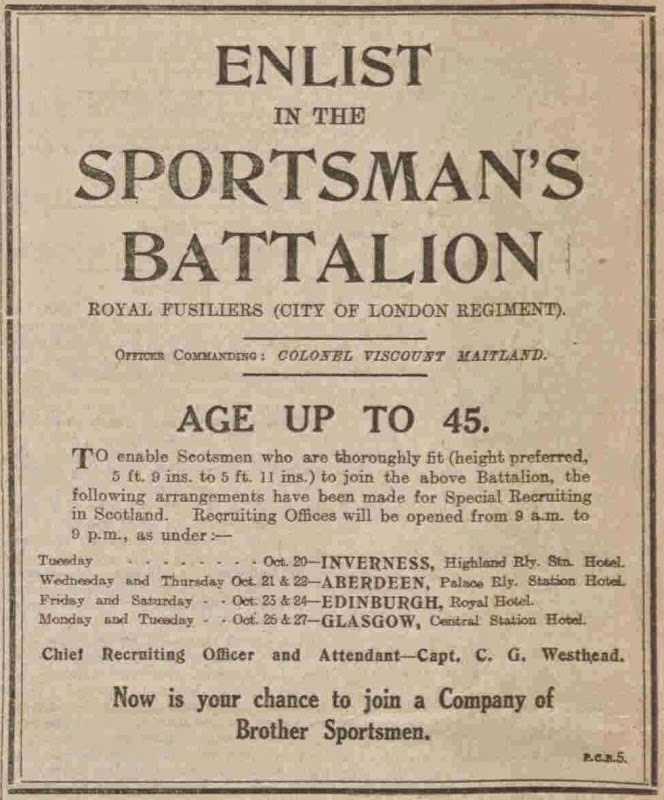 ENLIST
IN THE
SPORTSMAN'S
BATTALION
ROYAL FUSILIERS (CITY OF LONDON REGIMENT).
OFFICER COMMANDING: COLONEL VISCOUNT MAITLAND.
AGE UP TO 45.
TO enable Scotsmen who are thoroughly fit (height preferred,
5 ft. 9 ins. to 5 ft. 11 ins.) to join the above Battalion, the
following arrangements have been made for Special Recruiting
in Scotland. Recruiting Offices will be opened from 9 a.m. to
9 p.m., as under:—
Tuesday - - - - - - - - Oct. 20—INVERNESS, Highland Rly. Stn. Hotel.
Wednesday and Thursday Oct. 21 & 22—ABERDEEN, Palace Rly. Station Hotel.
Friday and Saturday - - Oct. 23 & 24—EDINBURGH, Royal Hotel.
Monday and Tuesday - - Oct. 26 & 27—GLASGOW, Central Station Hotel.
Chief Recruiting Officer and Attendant—Capt. C. G. Westhead.
Now is your chance to join a Company of
Brother Sportsmen.
P.C.B.5.